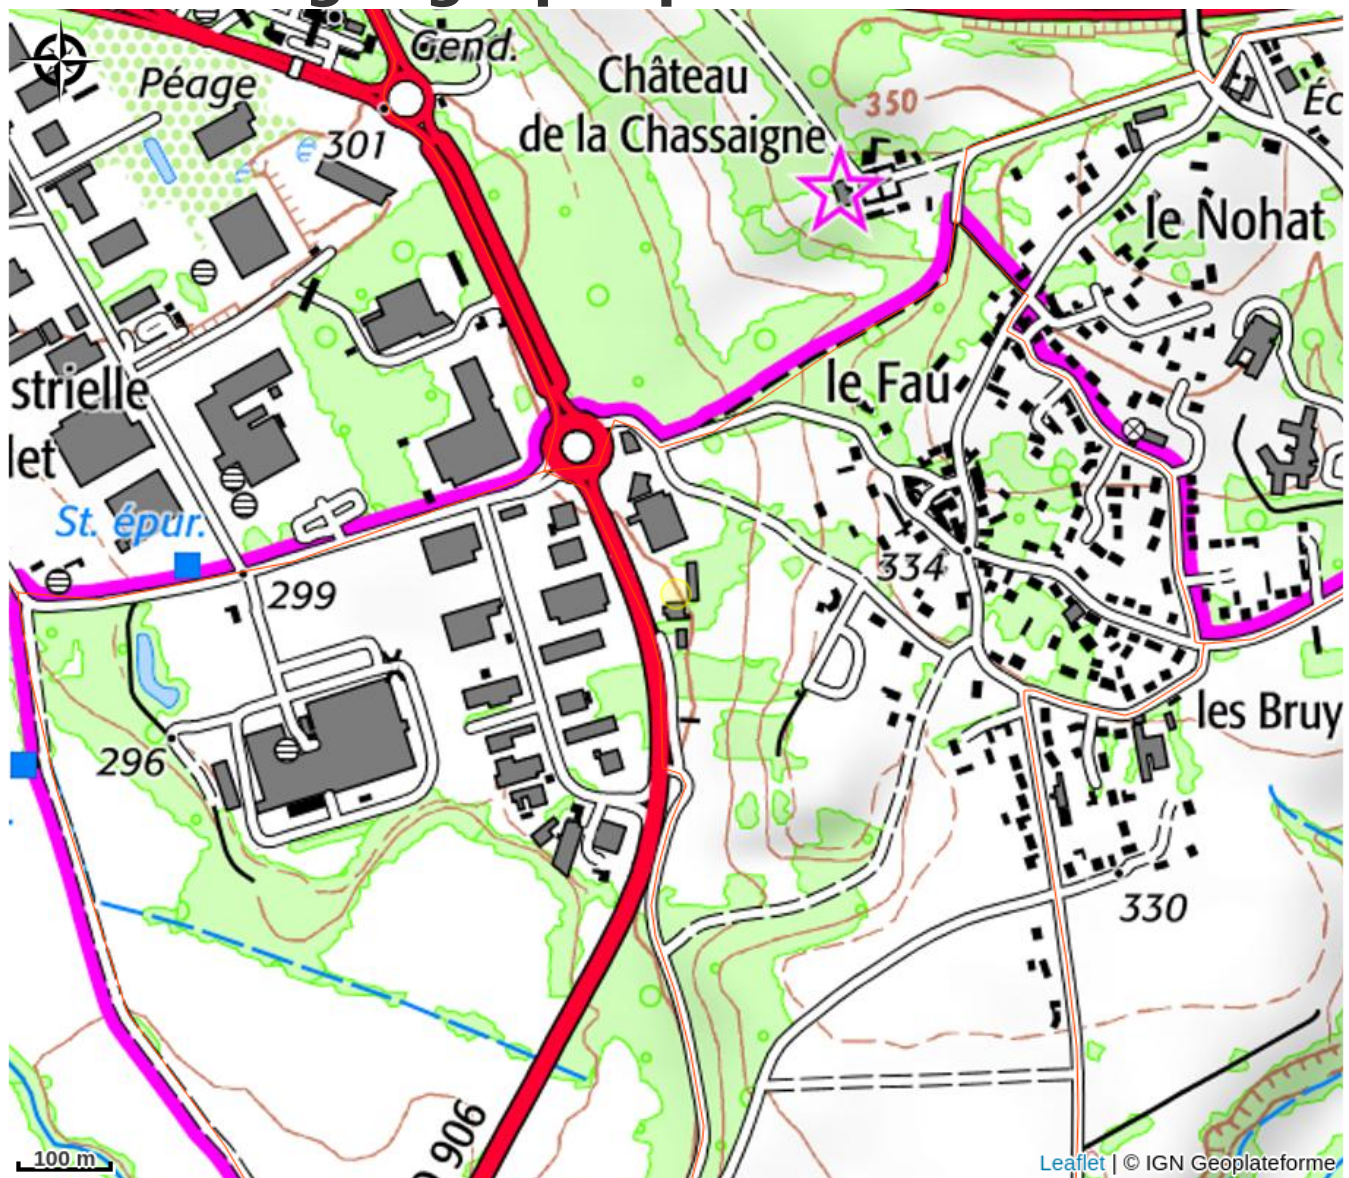 Gend.
Péage
Château
de la Chassaigne
350
Éc
301
le Nohat
strielle
let
le Fau
St. épur.
299
334
296
les Bruy
330
906
100 m
Leaflet | © IGN Geoplateforme